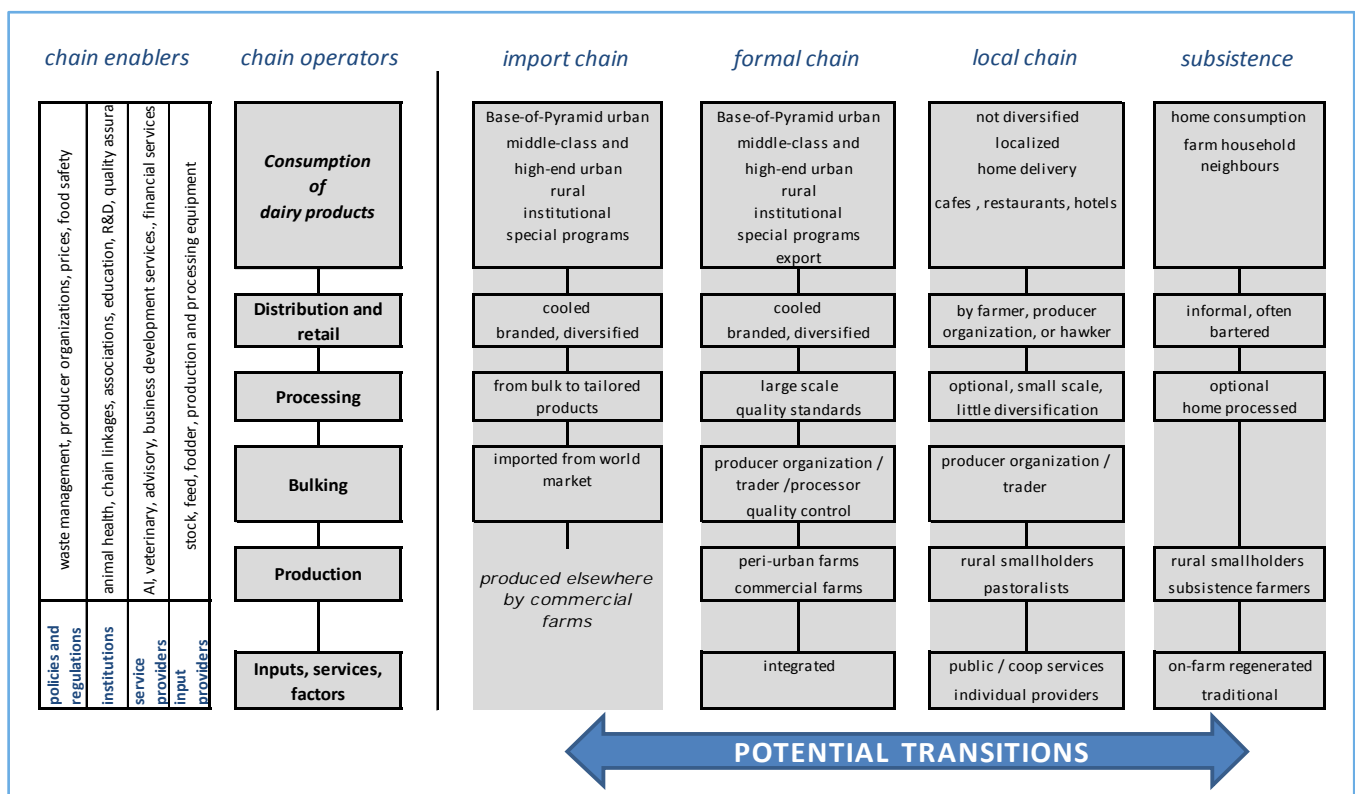 chain enablers
chain operators
import chain
formal chain
local chain
subsistence
waste management, producer organizations, prices, food safety
animal health, chain linkages, associations, education, R&D, quality assura
AI, veterinary, advisory, business development services., financial services
stock, feed, fodder, production and processing equipment
policies and
regulations
institutions
service
providers
input
providers
Consumption
of
dairy products
Base-of-Pyramid urban
middle-class and
high-end urban
rural
institutional
special programs
Base-of-Pyramid urban
middle-class and
high-end urban
rural
institutional
special programs
export
not diversified
localized
home delivery
cafes , restaurants, hotels
home consumption
farm household
neighbours
Distribution and
retail
cooled
branded, diversified
cooled
branded, diversified
by farmer, producer
organization, or hawker
informal, often
bartered
Processing
from bulk to tailored
products
large scale
quality standards
optional, small scale,
little diversification
optional
home processed
Bulking
imported from world
market
producer organization /
trader /processor
quality control
producer organization /
trader
Production
produced elsewhere
by commercial
farms
peri-urban farms
commercial farms
rural smallholders
pastoralists
rural smallholders
subsistence farmers
Inputs, services,
factors
integrated
public / coop services
individual providers
on-farm regenerated
traditional
POTENTIAL TRANSITIONS